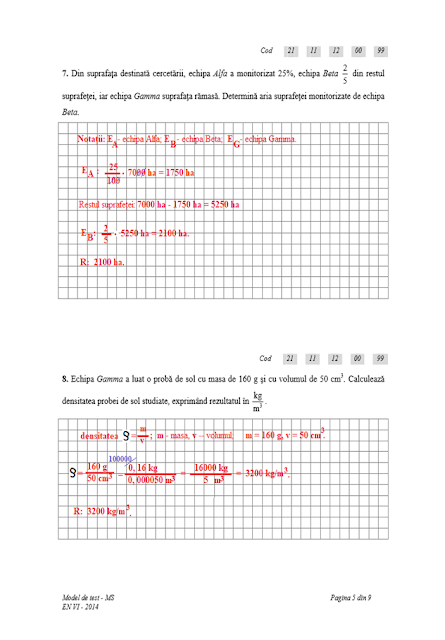 Cod 21 11 12 00 99
7. Din suprafața destinată cercetării, echipa Alfa a monitorizat 25%, echipa Beta 2/5 din restul
suprafeței, iar echipa Gamma suprafața rămasă. Determină aria suprafeței monitorizate de echipa
Beta.
Notații: E_A - echipa Alfa; E_B - echipa Beta; E_G - echipa Gamma.
E_A : 25/100 · 7000 ha = 1750 ha
Restul suprafeței: 7000 ha - 1750 ha = 5250 ha
E_B: 2/5 · 5250 ha = 2100 ha.
R: 2100 ha.
Cod 21 11 12 00 99
8. Echipa Gamma a luat o probă de sol cu masa de 160 g și cu volumul de 50 cm³. Calculează
densitatea probei de sol studiate, exprimând rezultatul în kg/m³.
densitatea ρ = m/v ; m - masa, v – volumul, m = 160 g, v = 50 cm³.
100000
ρ = 160 g/50 cm³ = 0,16 kg/0,000050 m³ = 16000 kg/5 m³ = 3200 kg/m³.
R: 3200 kg/m³.
Model de test - MS Pagina 5 din 9
EN VI - 2014